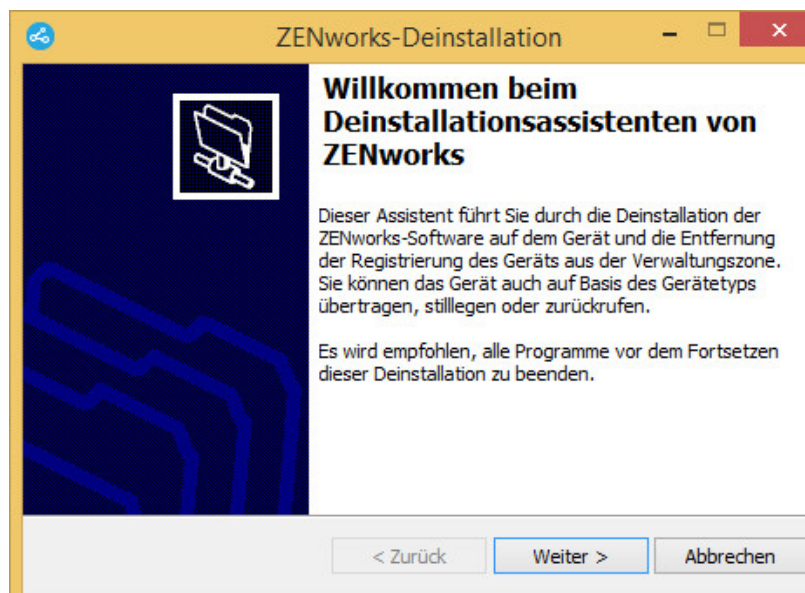 ZENworks-Deinstallation
Willkommen beim
Deinstallationsassistenten von
ZENworks
Dieser Assistent führt Sie durch die Deinstallation der
ZENworks-Software auf dem Gerät und die Entfernung
der Registrierung des Geräts aus der Verwaltungszone.
Sie können das Gerät auch auf Basis des Gerätetyps
übertragen, stilllegen oder zurückrufen.
Es wird empfohlen, alle Programme vor dem Fortsetzen
dieser Deinstallation zu beenden.
< Zurück Weiter > Abbrechen